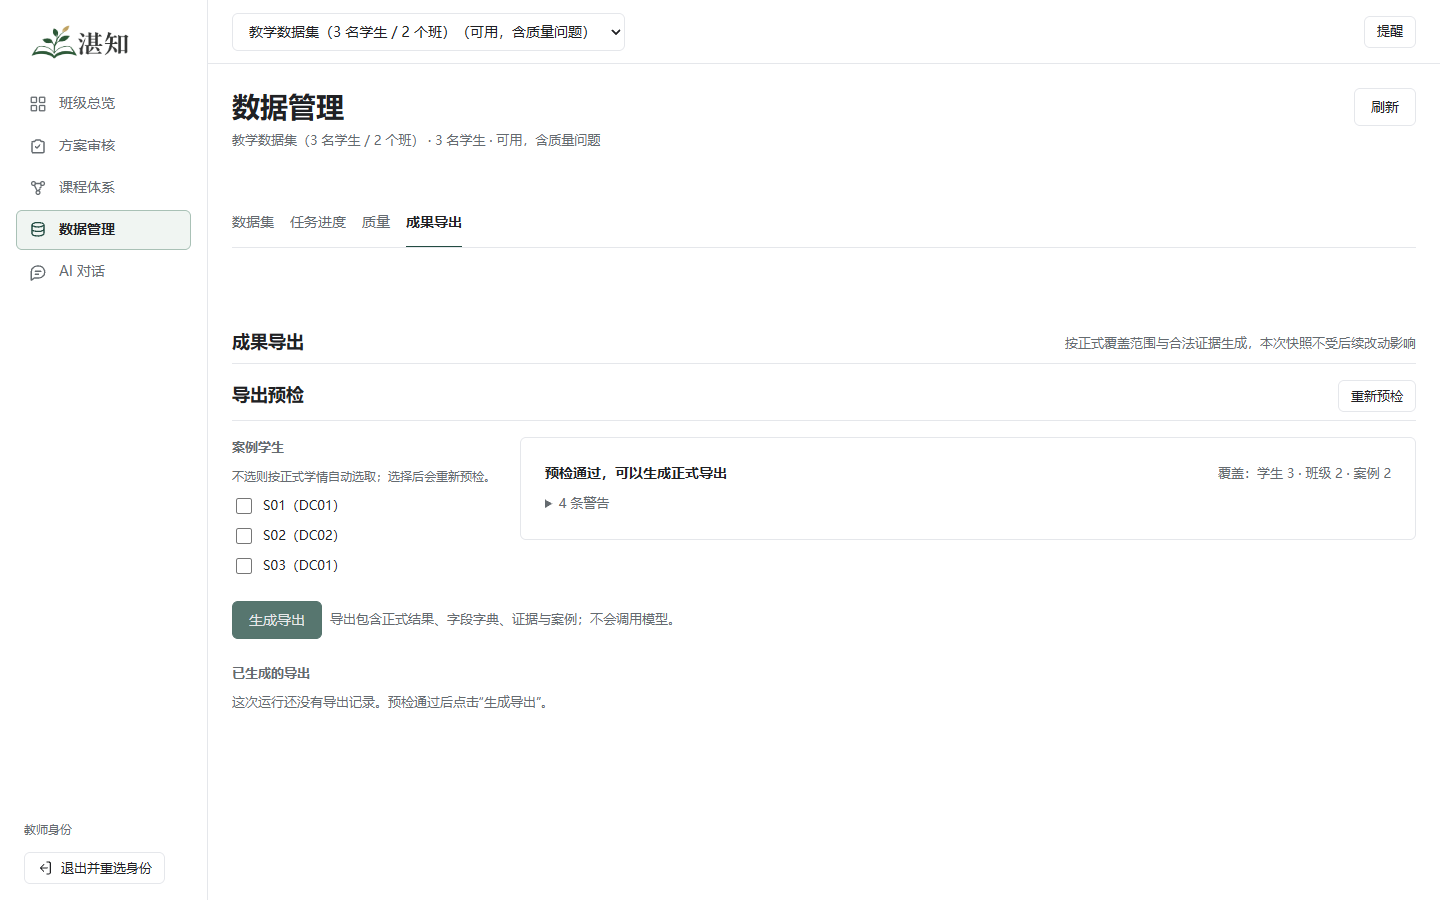 湛知
班级总览
方案审核
课程体系
数据管理
AI 对话
教师身份
退出并重选身份
教学数据集（3 名学生 / 2 个班）（可用，含质量问题）
提醒
数据管理
刷新
教学数据集（3 名学生 / 2 个班） · 3 名学生 · 可用，含质量问题
数据集 任务进度 质量 成果导出
成果导出
按正式覆盖范围与合法证据生成，本次快照不受后续改动影响
导出预检
重新预检
案例学生
不选则按正式学情自动选取；选择后会重新预检。
S01（DC01）
S02（DC02）
S03（DC01）
预检通过，可以生成正式导出
覆盖：学生 3 · 班级 2 · 案例 2
4 条警告
生成导出
导出包含正式结果、字段字典、证据与案例；不会调用模型。
已生成的导出
这次运行还没有导出记录。预检通过后点击“生成导出”。